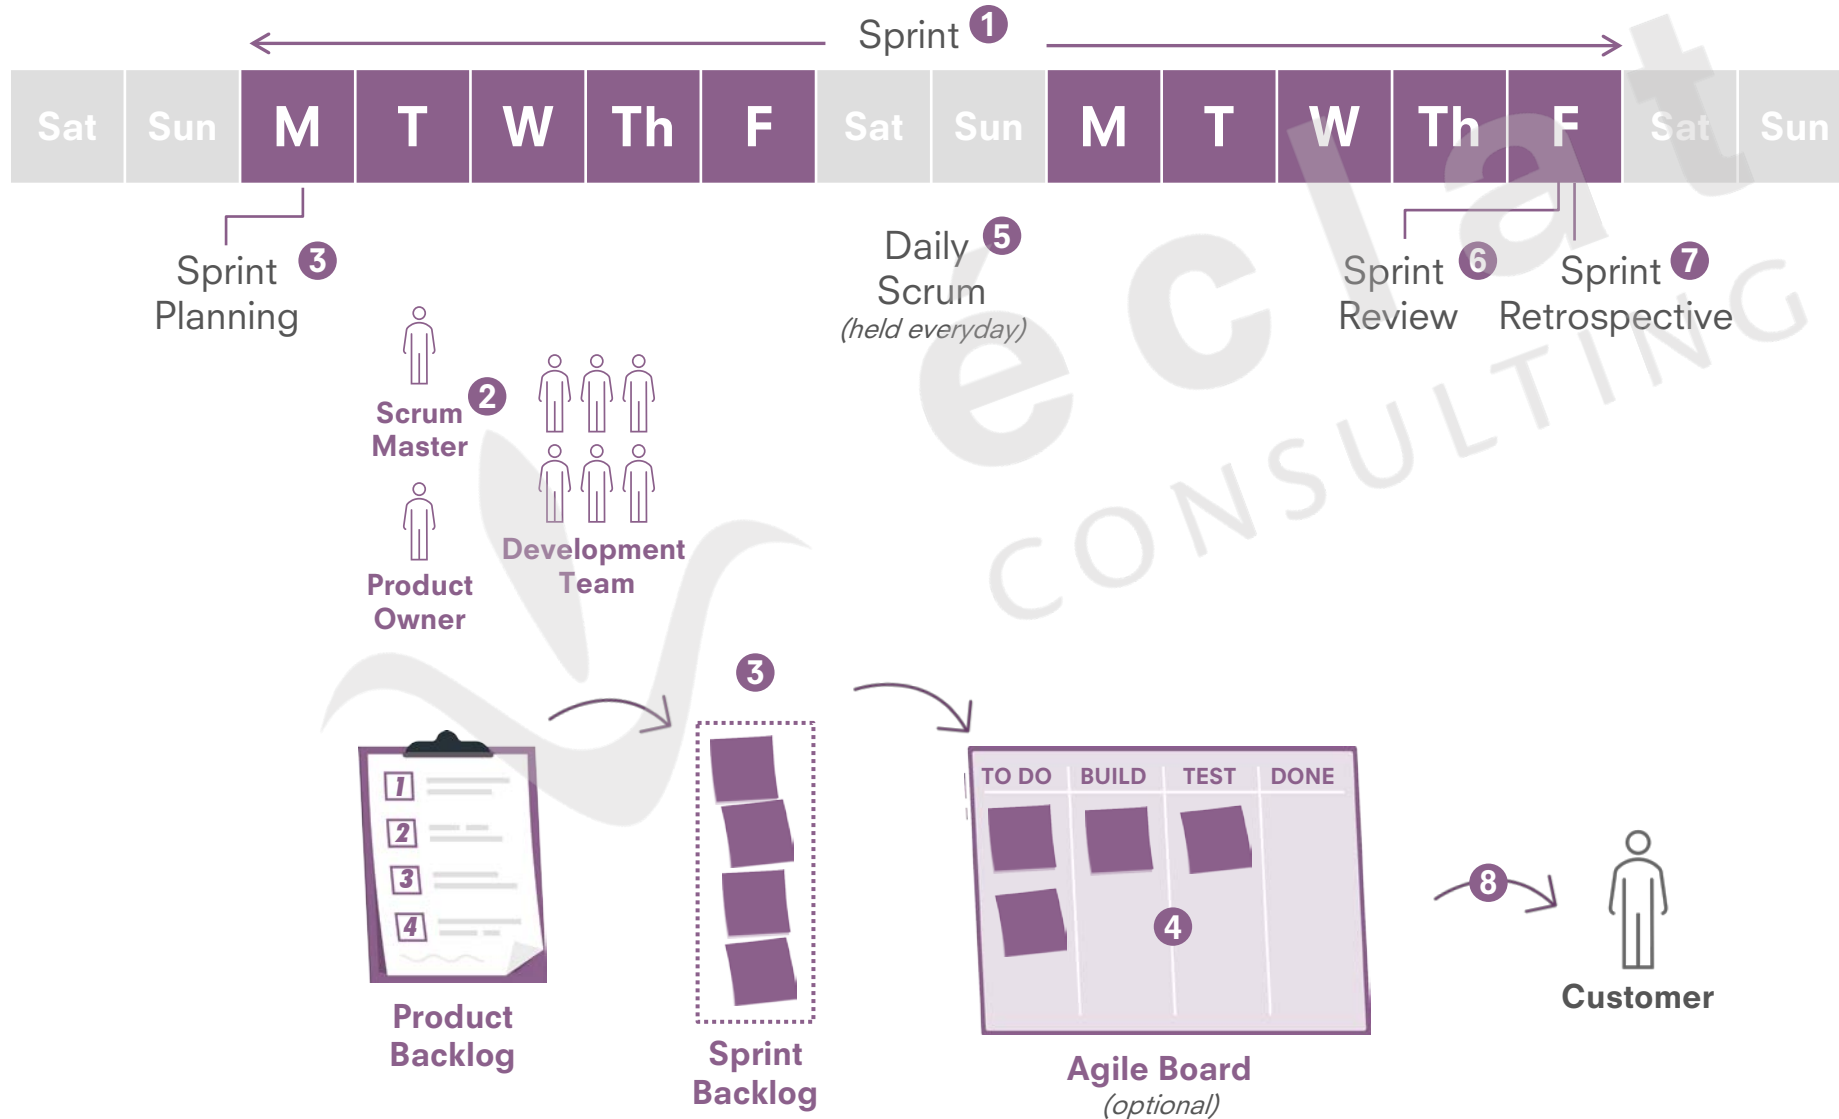 Sprint 1
Sat Sun M T W Th F Sat Sun M T W Th F Sat Sun
Sprint 3
Planning
Daily 5
Scrum
(held everyday)
Sprint 6
Review
Sprint 7
Retrospective
Scrum 2
Master
Product
Owner
Development
Team
éclat
CONSULTING
1
2
3
4
Product
Backlog
3
Sprint
Backlog
TO DO BUILD TEST DONE
4
Agile Board
(optional)
8
Customer